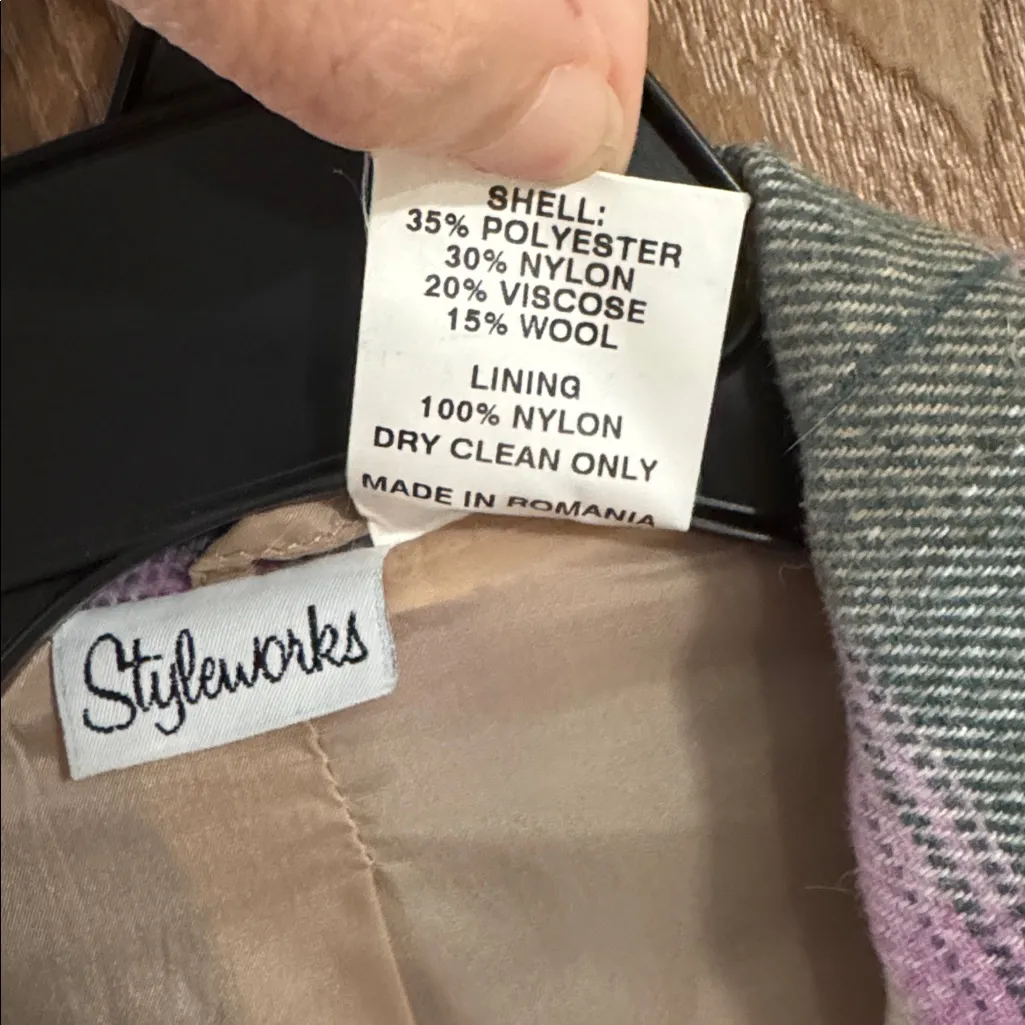 SHELL:
35% POLYESTER
30% NYLON
20% VISCOSE
15% WOOL
LINING
100% NYLON
DRY CLEAN ONLY
MADE IN ROMANIA
Styleworks